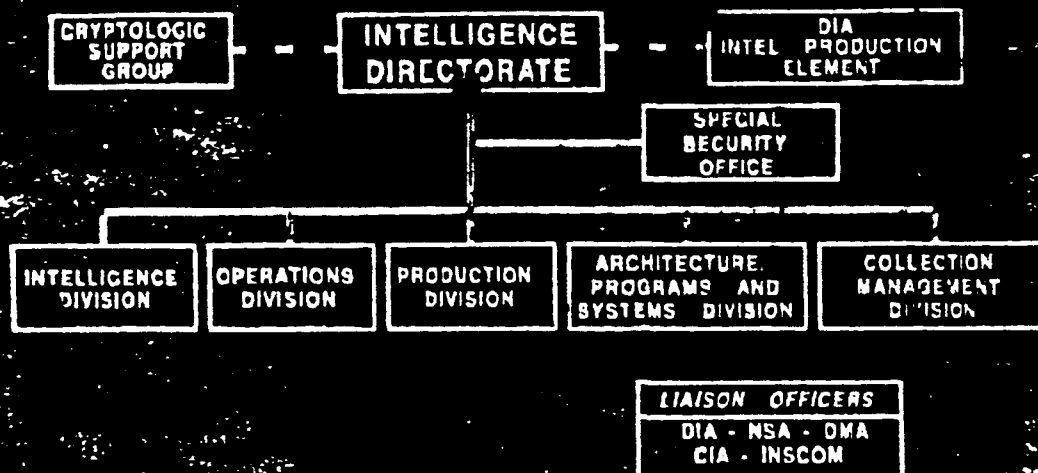 CRYPTOLOGIC
SUPPORT
GROUP
INTELLIGENCE
DIRECTORATE
DIA
INTEL PRODUCTION
ELEMENT
SPECIAL
SECURITY
OFFICE
INTELLIGENCE
DIVISION
OPERATIONS
DIVISION
PRODUCTION
DIVISION
ARCHITECTURE,
PROGRAMS AND
SYSTEMS DIVISION
COLLECTION
MANAGEMENT
DIVISION
LIAISON OFFICERS
DIA - NSA - DMA
CIA - INSCOM